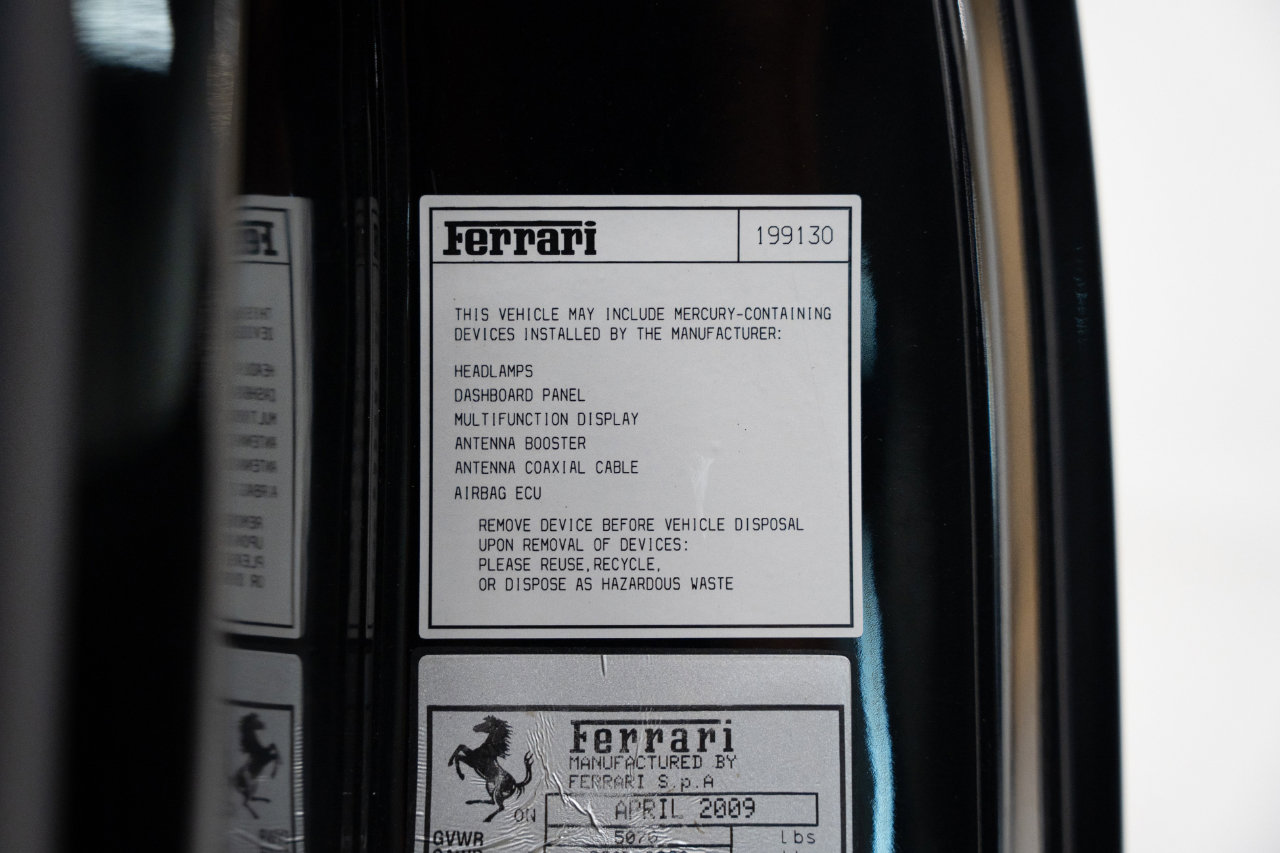 Ferrari 199130
THIS VEHICLE MAY INCLUDE MERCURY-CONTAINING
DEVICES INSTALLED BY THE MANUFACTURER:
HEADLAMPS
DASHBOARD PANEL
MULTIFUNCTION DISPLAY
ANTENNA BOOSTER
ANTENNA COAXIAL CABLE
AIRBAG ECU
REMOVE DEVICE BEFORE VEHICLE DISPOSAL
UPON REMOVAL OF DEVICES:
PLEASE REUSE,RECYCLE,
OR DISPOSE AS HAZARDOUS WASTE
Ferrari
MANUFACTURED BY
FERRARI S.p.A
ON APRIL 2009
GVWR 5076 lbs